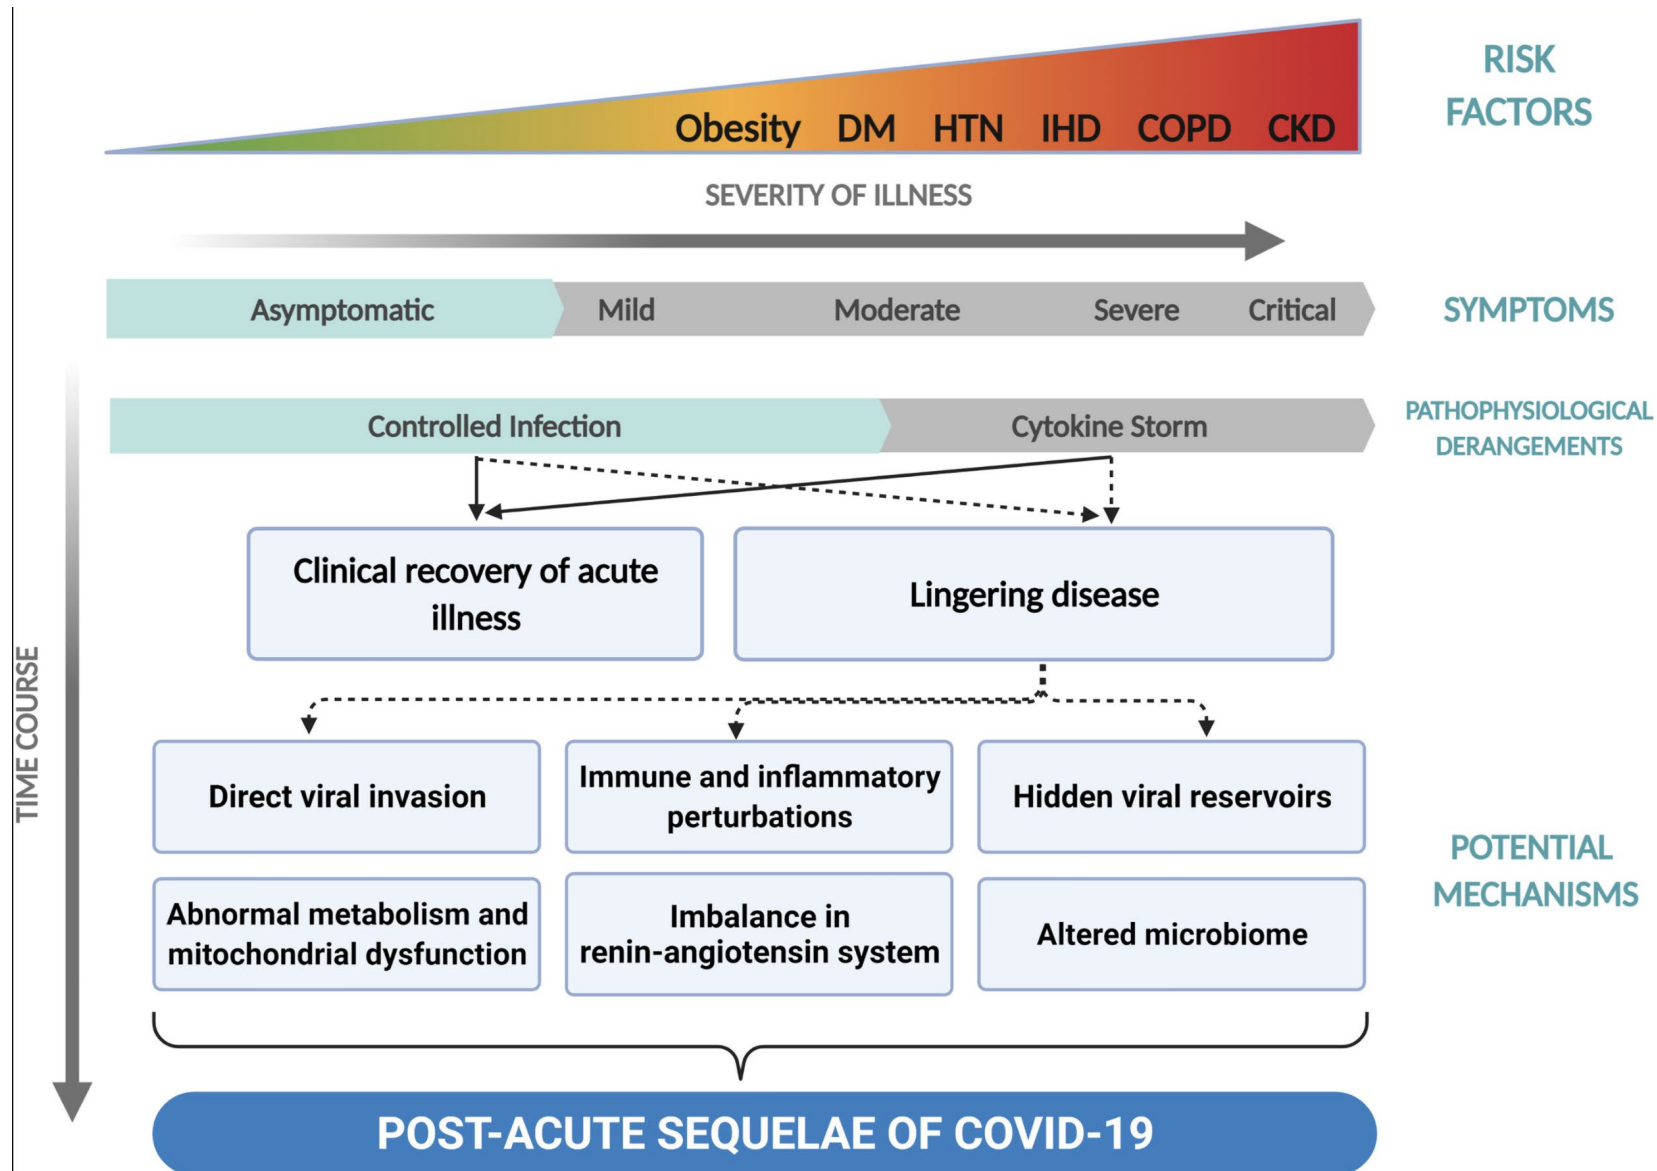 RISK
FACTORS
Obesity DM HTN IHD COPD CKD
SEVERITY OF ILLNESS
Asymptomatic Mild Moderate Severe Critical
SYMPTOMS
Controlled Infection Cytokine Storm
PATHOPHYSIOLOGICAL
DERANGEMENTS
Clinical recovery of acute
illness
Lingering disease
TIME COURSE
Direct viral invasion
Immune and inflammatory
perturbations
Hidden viral reservoirs
Abnormal metabolism and
mitochondrial dysfunction
Imbalance in
renin-angiotensin system
Altered microbiome
POTENTIAL
MECHANISMS
POST-ACUTE SEQUELAE OF COVID-19